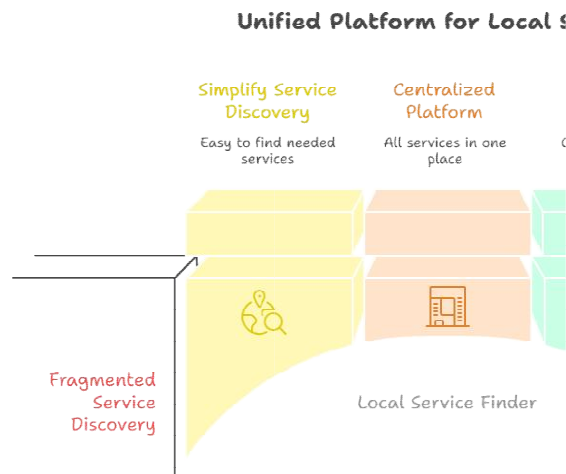 Unified Platform for Local
Simplify Service
Discovery
Centralized
Platform
Easy to find needed
services
All services in one
place
Fragmented
Service
Discovery
Local Service Finder